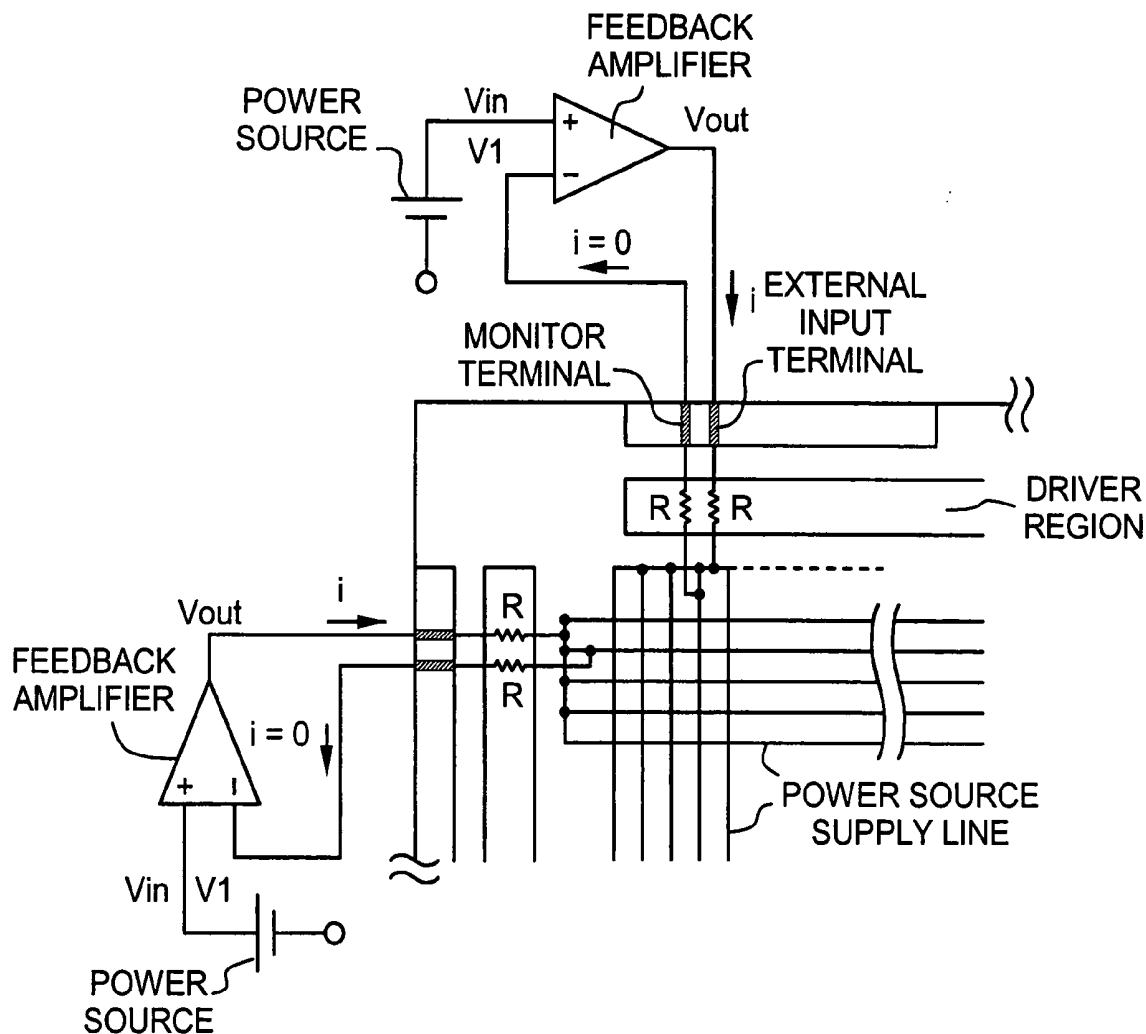 FEEDBACK
AMPLIFIER
POWER
SOURCE
Vin
V1
+
−
Vout
i = 0
i
EXTERNAL
INPUT
TERMINAL
MONITOR
TERMINAL
R
R
DRIVER
REGION
Vout
i
R
R
FEEDBACK
AMPLIFIER
i = 0
+
−
POWER SOURCE
SUPPLY LINE
Vin
V1
POWER
SOURCE